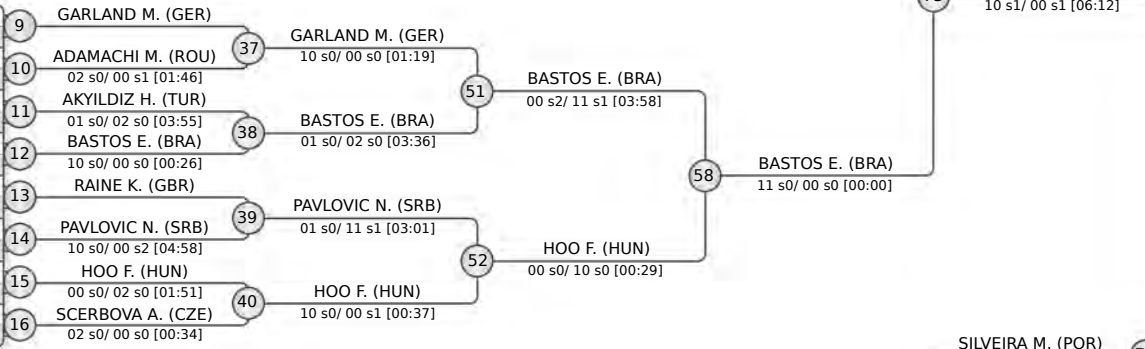 10 s1/ 00 s1 [06:12]
9
GARLAND M. (GER)
37
GARLAND M. (GER)
10 s0/ 00 s0 [01:19]
10
ADAMACHI M. (ROU)
02 s0/ 00 s1 [01:46]
51
BASTOS E. (BRA)
00 s2/ 11 s1 [03:58]
11
AKYILDIZ H. (TUR)
01 s0/ 02 s0 [03:55]
38
BASTOS E. (BRA)
01 s0/ 02 s0 [03:36]
12
BASTOS E. (BRA)
10 s0/ 00 s0 [00:26]
58
BASTOS E. (BRA)
11 s0/ 00 s0 [00:00]
13
RAINE K. (GBR)
39
PAVLOVIC N. (SRB)
01 s0/ 11 s1 [03:01]
14
PAVLOVIC N. (SRB)
10 s0/ 00 s2 [04:58]
52
HOO F. (HUN)
00 s0/ 10 s0 [00:29]
15
HOO F. (HUN)
00 s0/ 02 s0 [01:51]
40
HOO F. (HUN)
10 s0/ 00 s1 [00:37]
16
SCERBOVA A. (CZE)
02 s0/ 00 s0 [00:34]
SILVEIRA M. (POR)